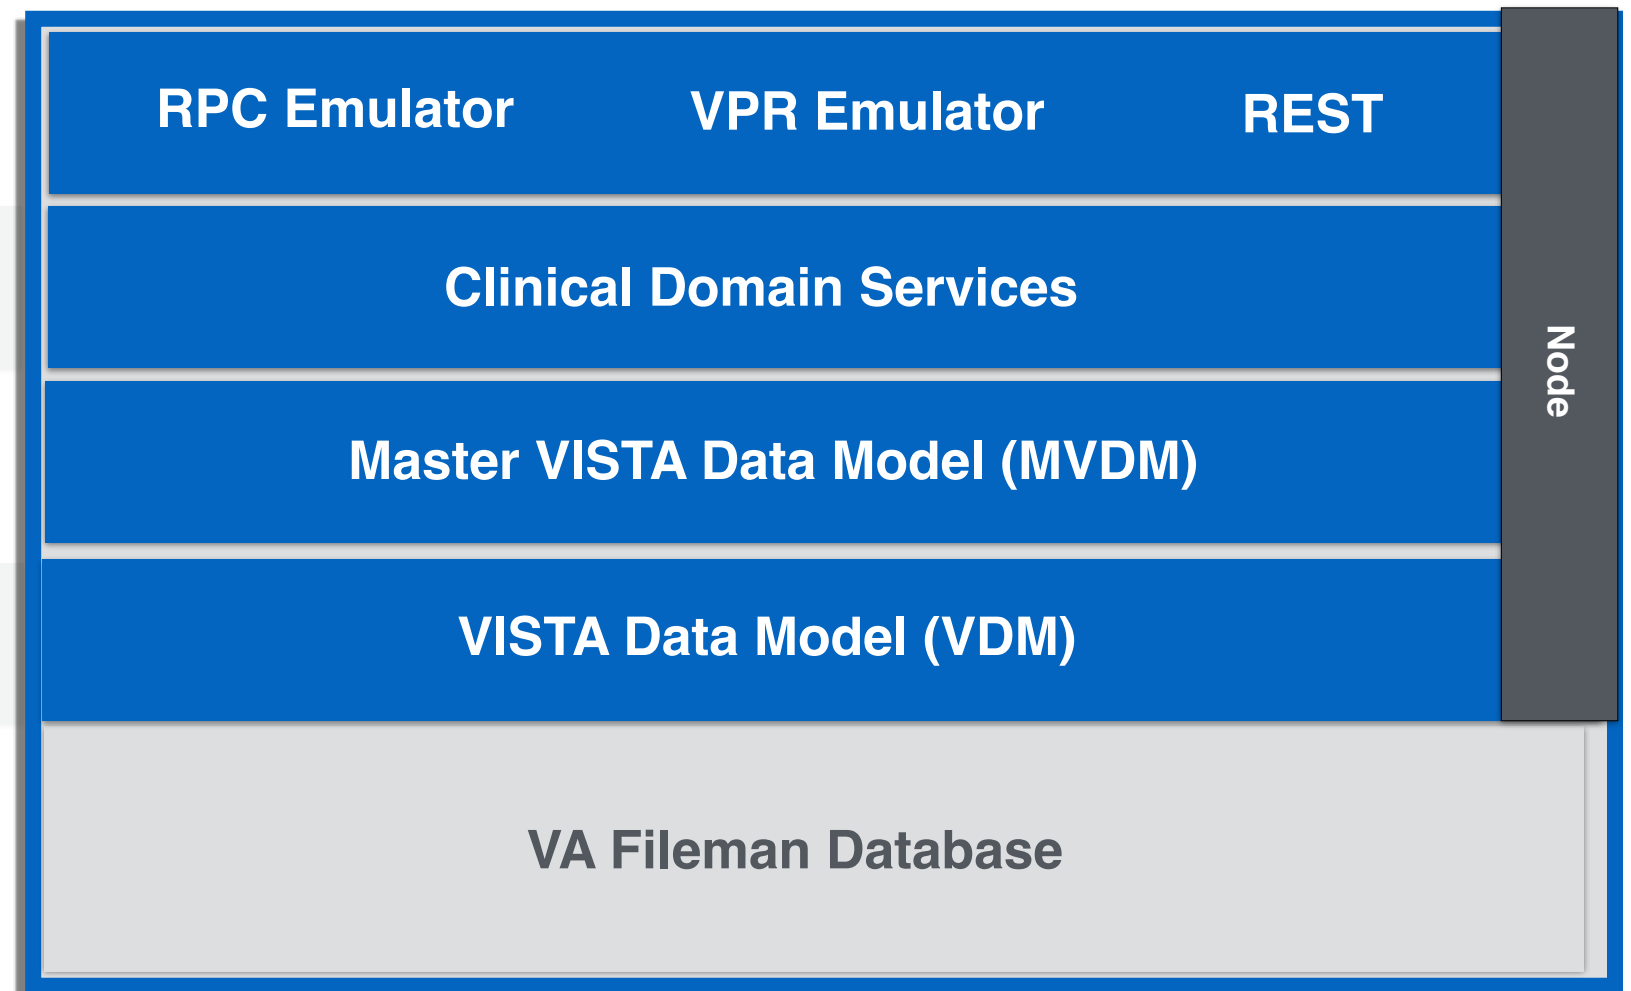 RPC Emulator
VPR Emulator
REST
Clinical Domain Services
Master VISTA Data Model (MVDM)
VISTA Data Model (VDM)
VA Fileman Database
Node